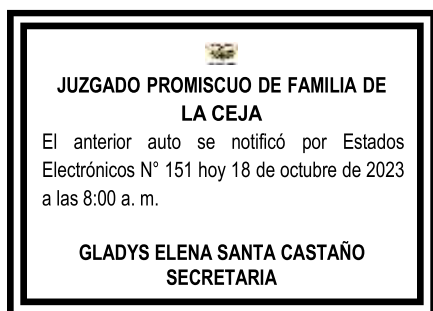 JUZGADO PROMISCUO DE FAMILIA DE
LA CEJA
El anterior auto se notificó por Estados
Electrónicos N° 151 hoy 18 de octubre de 2023
a las 8:00 a. m.
GLADYS ELENA SANTA CASTAÑO
SECRETARIA